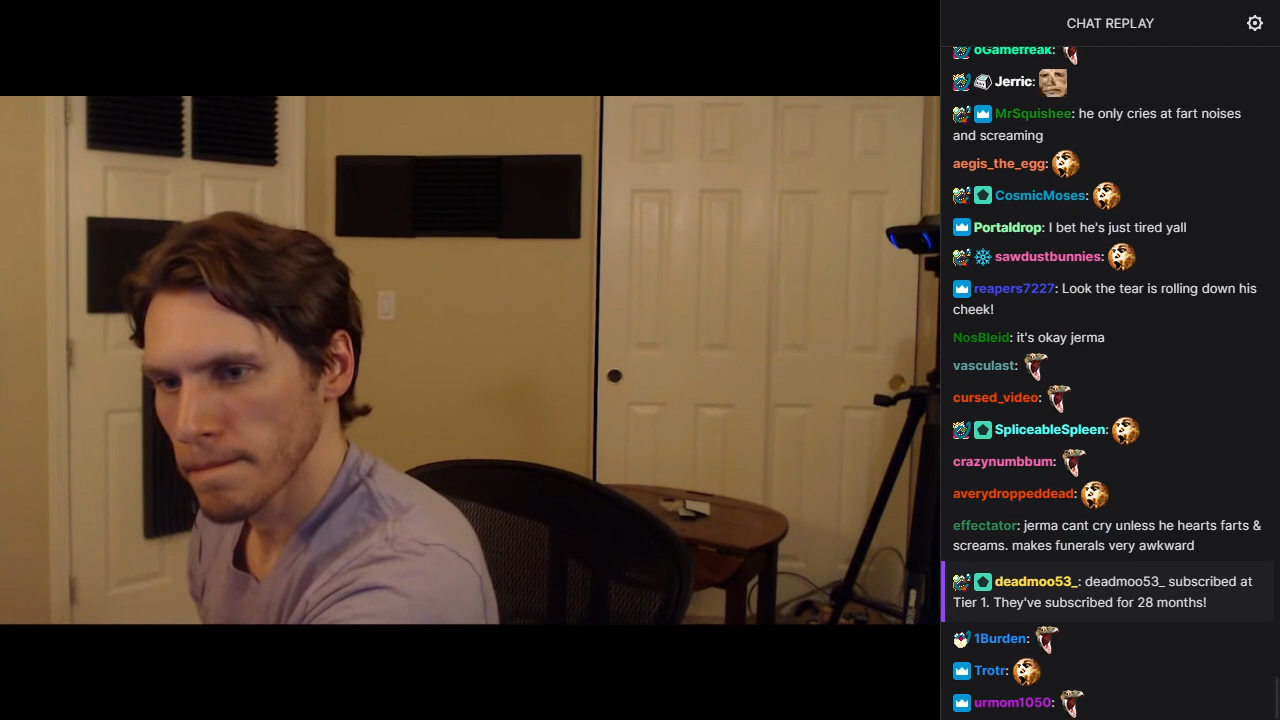 CHAT REPLAY
oGamefreak:
Jerric:
MrSquishee: he only cries at fart noises
and screaming
aegis_the_egg:
CosmicMoses:
Portaldrop: I bet he's just tired yall
sawdustbunnies:
reapers7227: Look the tear is rolling down his
cheek!
NosBleid: it's okay jerma
vasculast:
cursed_video:
SpliceableSpleen:
crazynumbbum:
averydroppeddead:
effectator: jerma cant cry unless he hearts farts &
screams. makes funerals very awkward
deadmoo53_: deadmoo53_ subscribed at
Tier 1. They've subscribed for 28 months!
1Burden:
Trotr:
urmom1050: